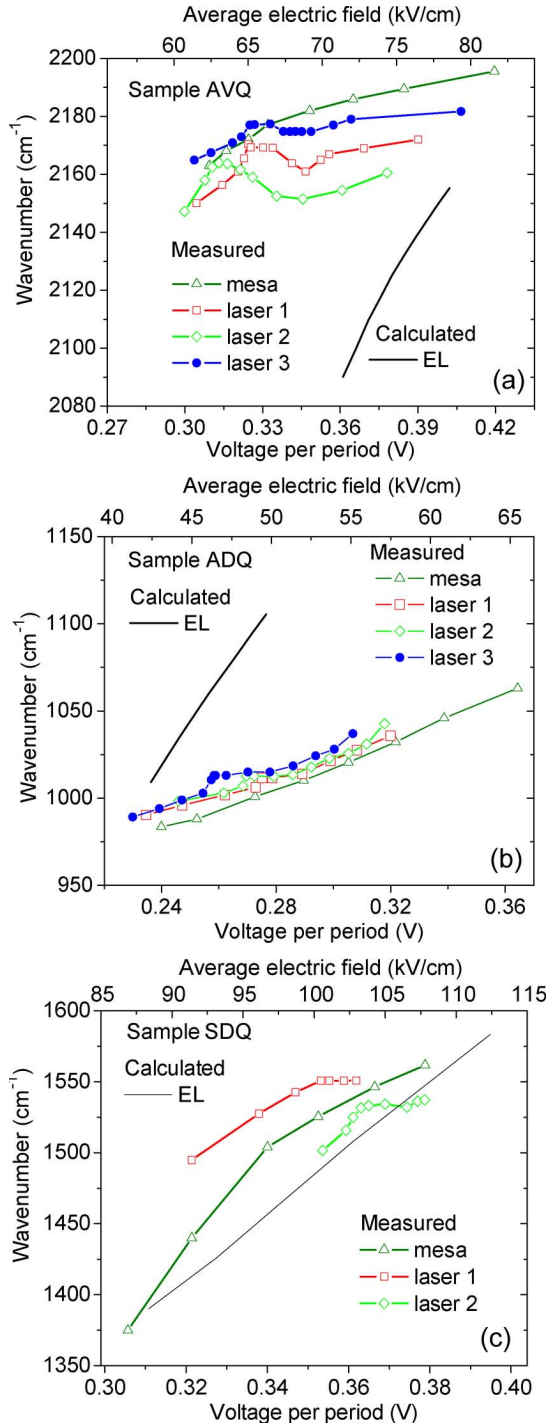 Average electric field (kV/cm)
60 65 70 75 80
2200
2180
2160
2140
2120
2100
2080
Wavenumber (cm⁻¹)
Sample AVQ
Measured
mesa
laser 1
laser 2
laser 3
Calculated
EL
(a)
0.27 0.30 0.33 0.36 0.39 0.42
Voltage per period (V)
Average electric field (kV/cm)
40 45 50 55 60 65
1150
1100
1050
1000
950
Wavenumber (cm⁻¹)
Sample ADQ
Calculated
EL
Measured
mesa
laser 1
laser 2
laser 3
(b)
0.24 0.28 0.32 0.36
Voltage per period (V)
Average electric field (kV/cm)
85 90 95 100 105 110 115
1600
1550
1500
1450
1400
1350
Wavenumber (cm⁻¹)
Sample SDQ
Calculated
EL
Measured
mesa
laser 1
laser 2
(c)
0.30 0.32 0.34 0.36 0.38 0.40
Voltage per period (V)